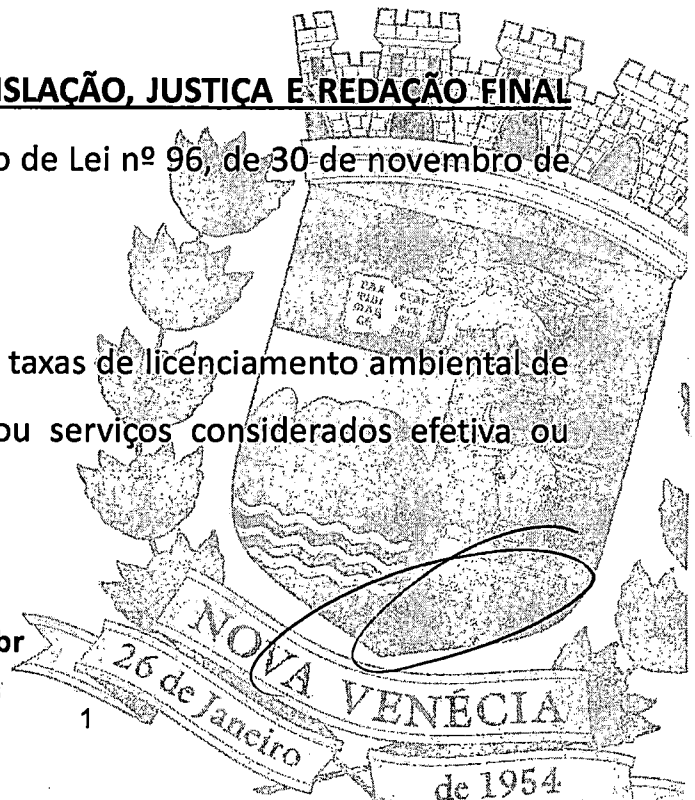 ISLAÇÃO, JUSTIÇA E REDAÇÃO FINAL
o de Lei nº 96, de 30 de novembro de
taxas de licenciamento ambiental de
ou serviços considerados efetiva ou
br
1
NOVA VENÉCIA
26 de Janeiro
de 1954